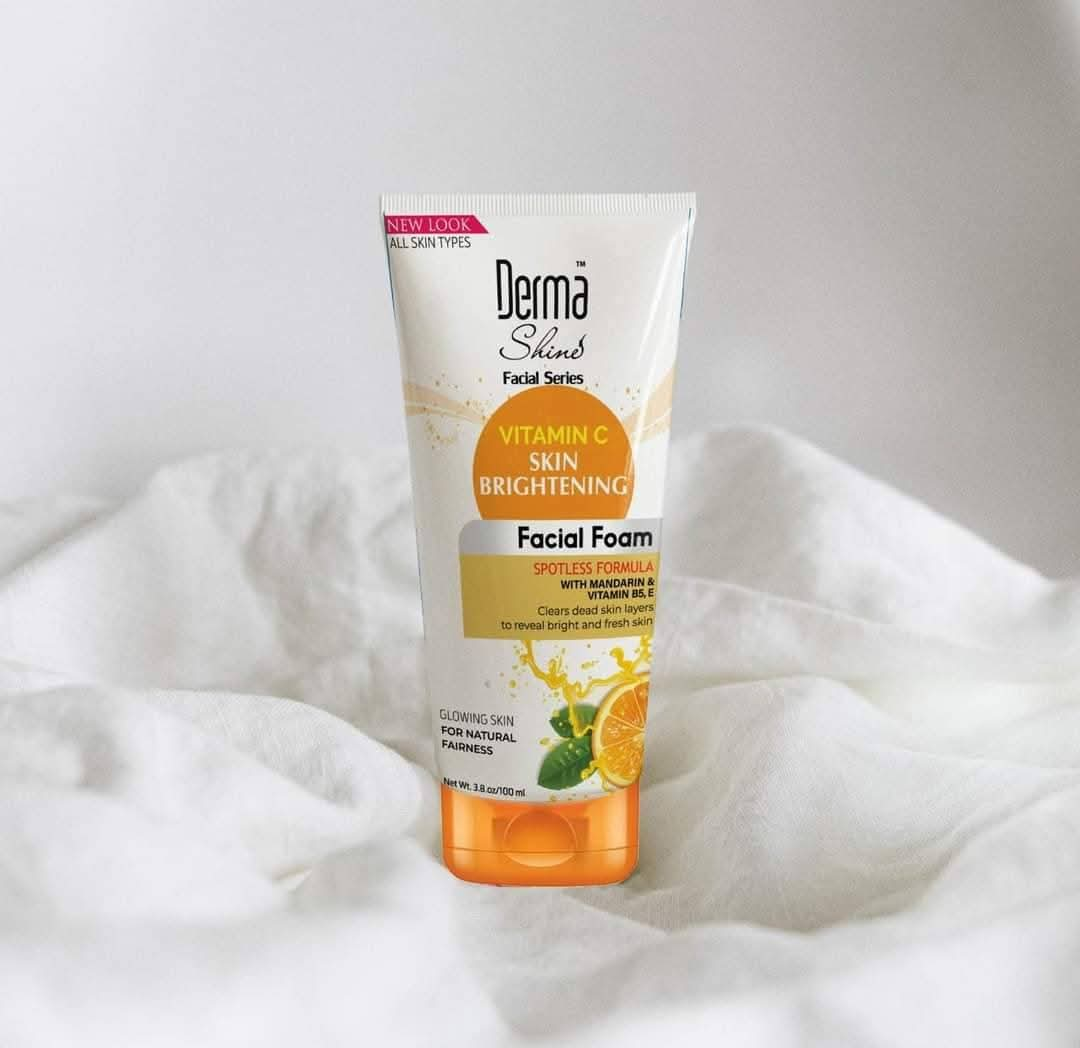 NEW LOOK
ALL SKIN TYPES
Derma™
Shine
Facial Series
VITAMIN C
SKIN
BRIGHTENING
Facial Foam
SPOTLESS FORMULA
WITH MANDARIN &
VITAMIN B5, E
Clears dead skin layers
to reveal bright and fresh skin
GLOWING SKIN
FOR NATURAL
FAIRNESS
Net Wt. 3.8.oz/100 ml